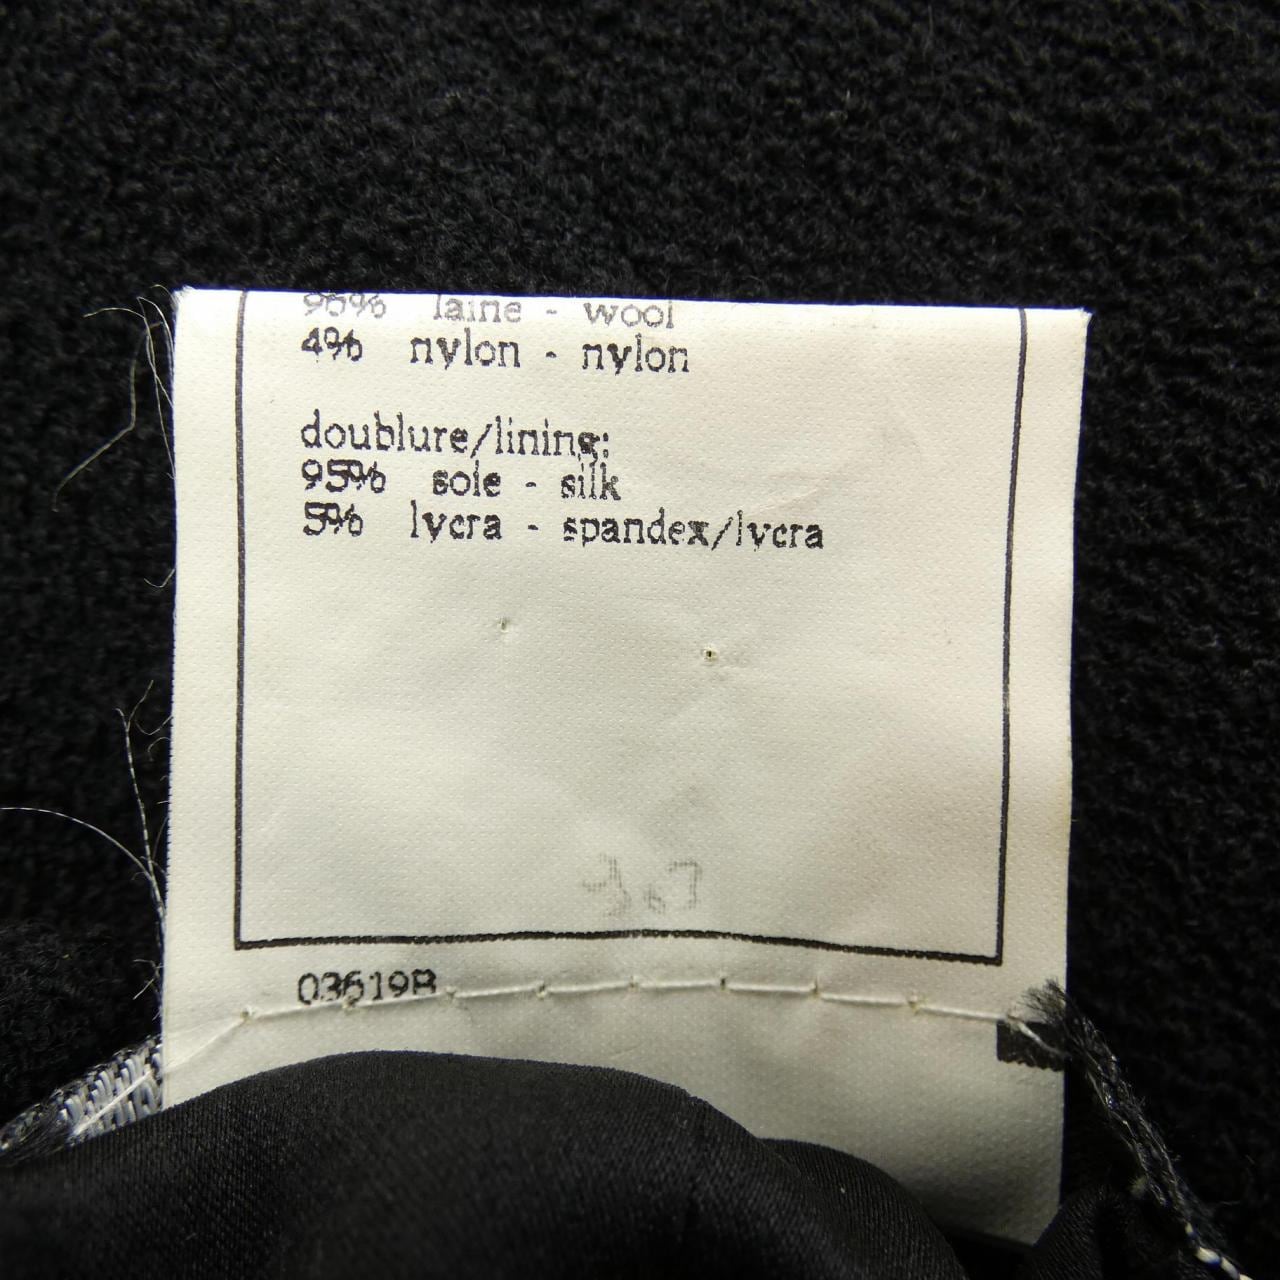 96% laine - wool
4% nylon - nylon
doublure/lining:
95% soie - silk
5% lycra - spandex/lycra
03619B